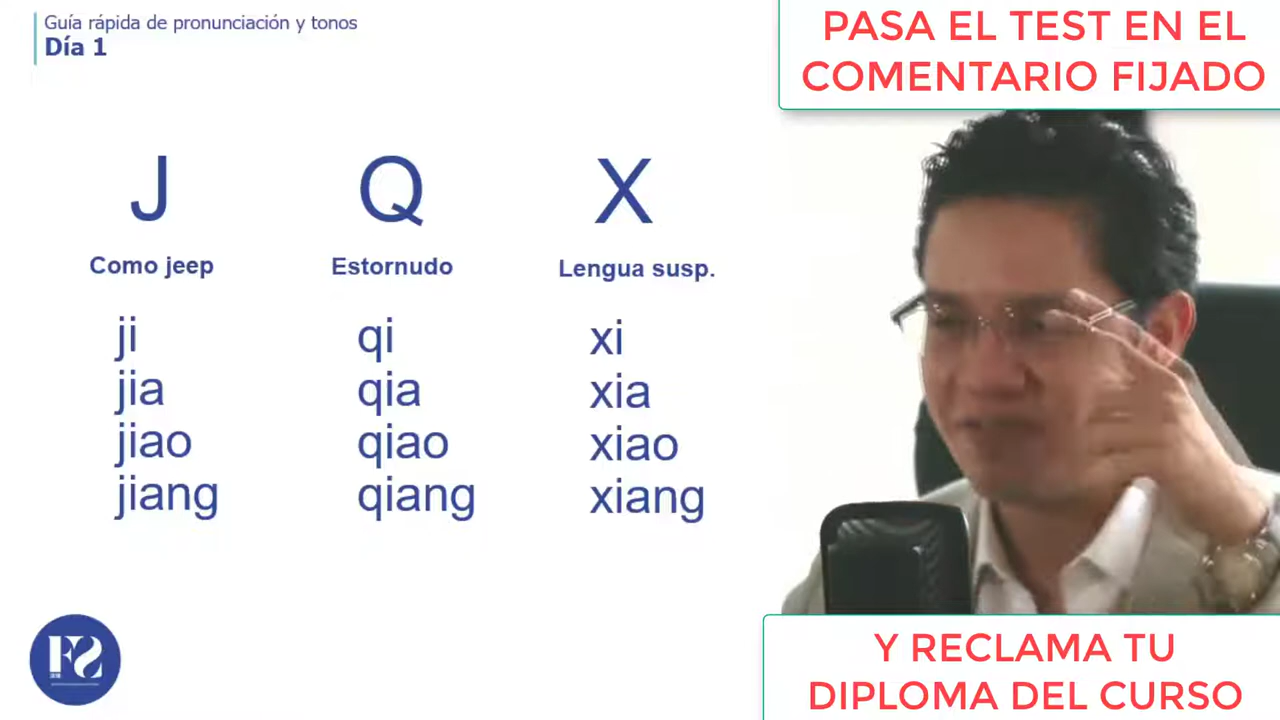 Guía rápida de pronunciación y tonos
Día 1
PASA EL TEST EN EL
COMENTARIO FIJADO
J Q X
Como jeep Estornudo Lengua susp.
ji qi xi
jia qia xia
jiao qiao xiao
jiang qiang xiang
Y RECLAMA TU
DIPLOMA DEL CURSO